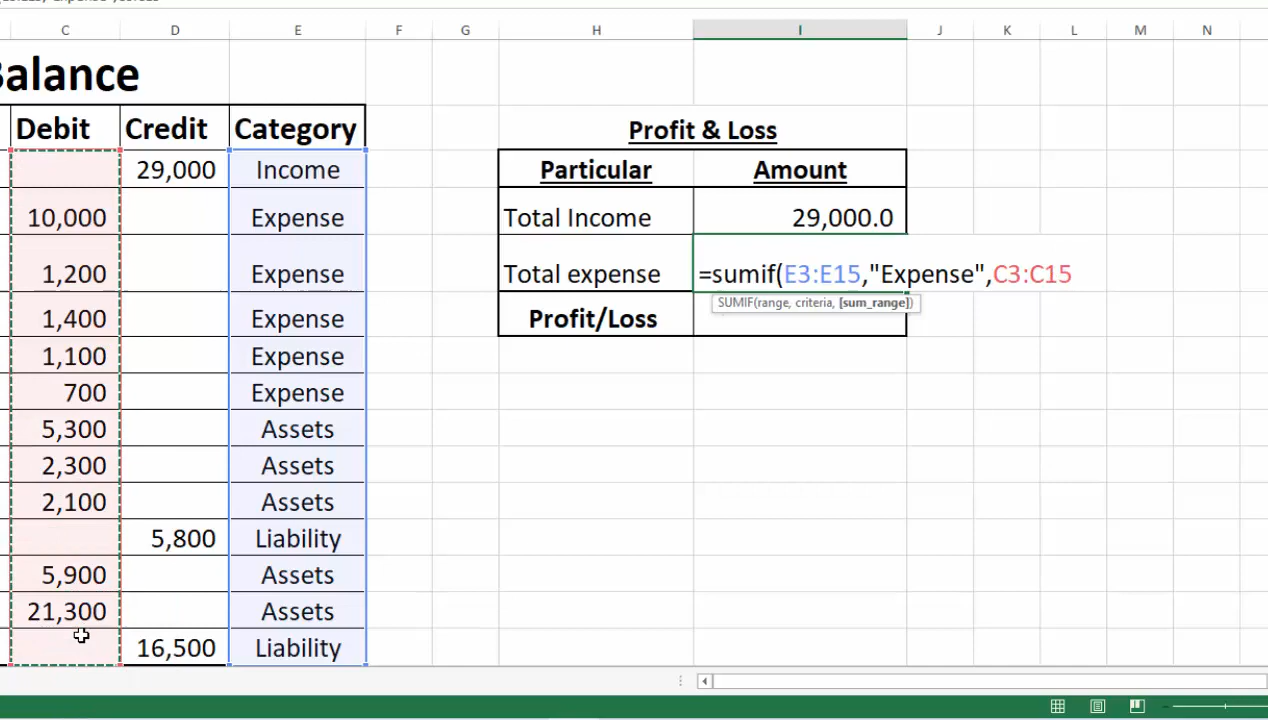 C D E F G H I J K L M N
Balance
Debit Credit Category
Profit & Loss
29,000 Income
Particular Amount
10,000 Expense
Total Income 29,000.0
1,200 Expense
Total expense =sumif(E3:E15,"Expense",C3:C15
SUMIF(range, criteria, [sum_range])
1,400 Expense
Profit/Loss
1,100 Expense
700 Expense
5,300 Assets
2,300 Assets
2,100 Assets
5,800 Liability
5,900 Assets
21,300 Assets
16,500 Liability